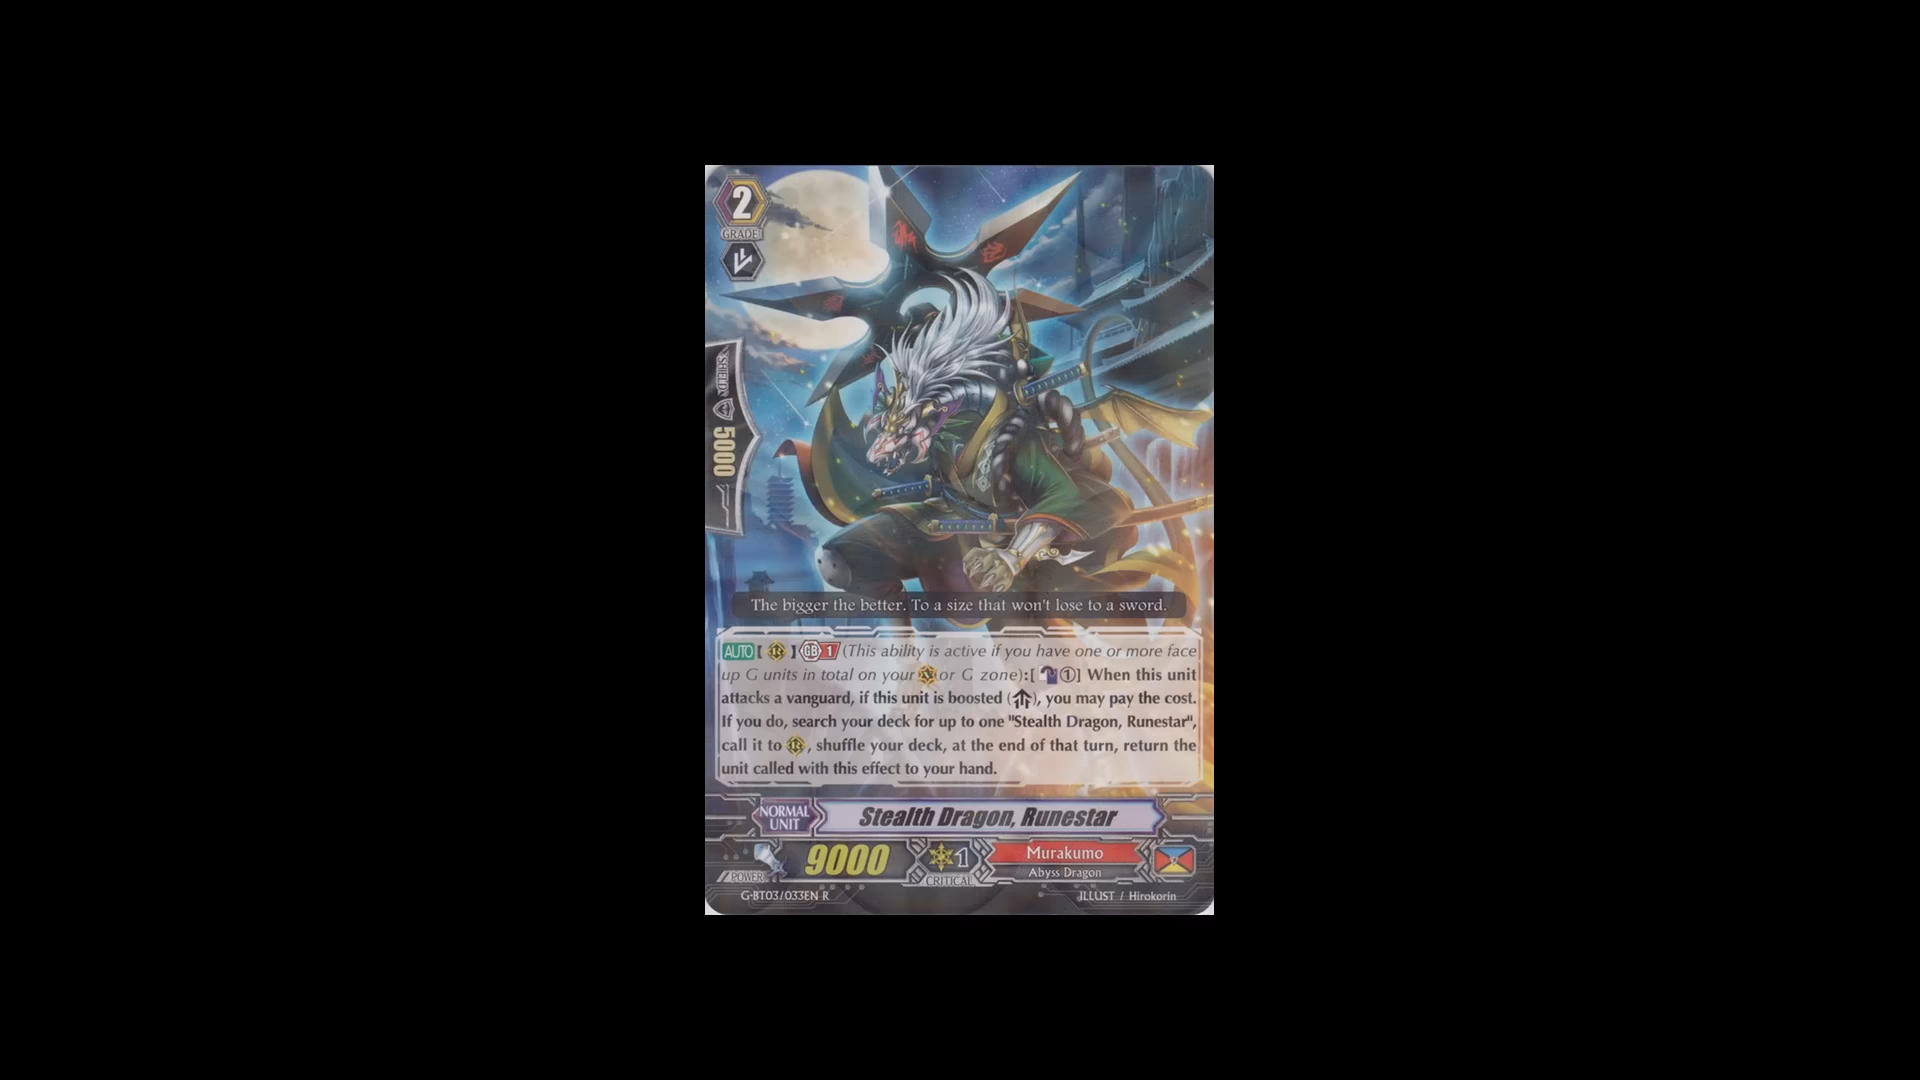 2
GRADE
SHIELD
5000
The bigger the better. To a size that won't lose to a sword.
AUTO [ R ] GB 1 (This ability is active if you have one or more face
up G units in total on your V or G zone):[ ①] When this unit
attacks a vanguard, if this unit is boosted ( ), you may pay the cost.
If you do, search your deck for up to one "Stealth Dragon, Runestar",
call it to R , shuffle your deck, at the end of that turn, return the
unit called with this effect to your hand.
NORMAL
UNIT
Stealth Dragon, Runestar
POWER
9000
1
CRITICAL
Murakumo
Abyss Dragon
G-BT03/033EN R
ILLUST / Hirokorin